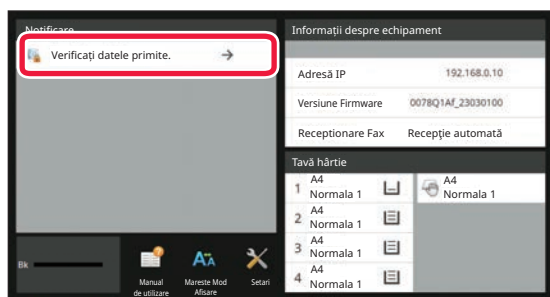 Notificare
Verificați datele primite.
Informații despre echipament
Adresă IP 192.168.0.10
Versiune Firmware 0078Q1Af_23030100
Receptionare Fax Recepţie automată
Tavă hârtie
1 A4 Normala 1
A4 Normala 1
2 A4 Normala 1
3 A4 Normala 1
4 A4 Normala 1
Bk
Manual de utilizare
Mareste Mod Afisare
Setari